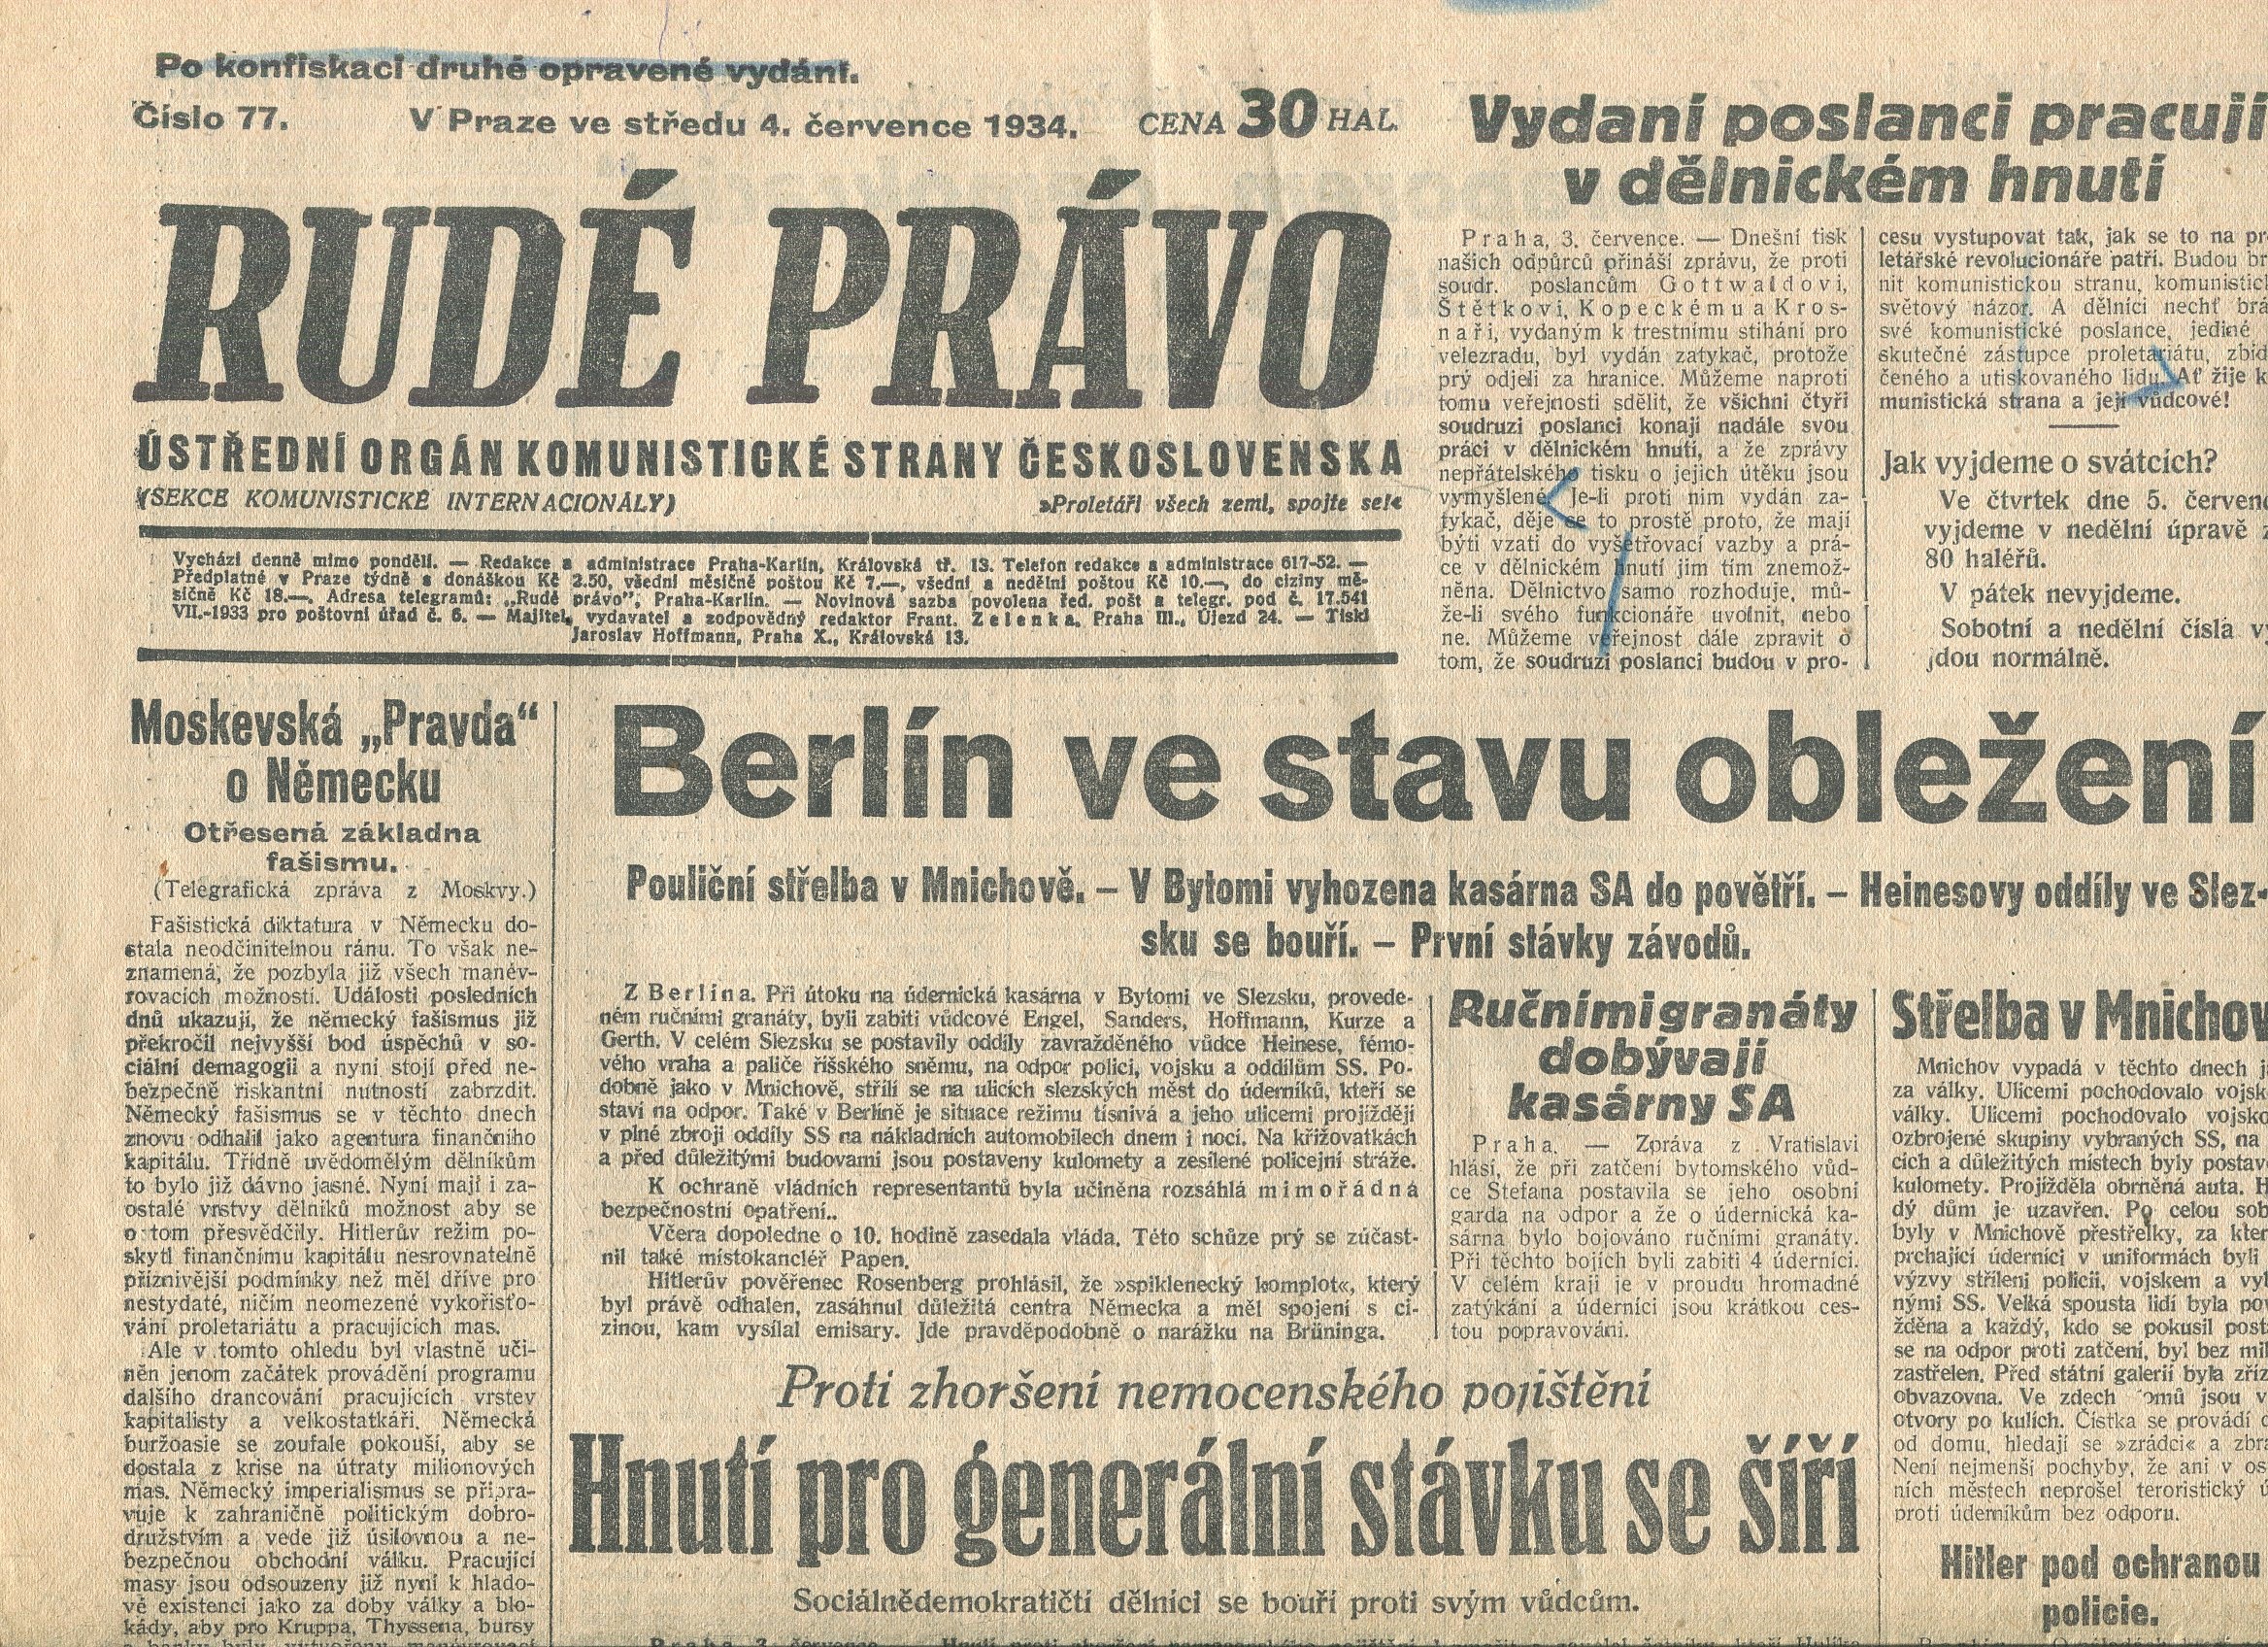 Po konfiskaci druhé opravené vydání.
Číslo 77.
V Praze ve středu 4. července 1934.
CENA 30 HAL.
RUDÉ PRÁVO
ÚSTŘEDNÍ ORGÁN KOMUNISTICKÉ STRANY ČESKOSLOVENSKA
(SEKCE KOMUNISTICKÉ INTERNACIONÁLY)
»Proletáři všech zemí, spojte se!«
Vychází denně mimo pondělí. — Redakce a administrace Praha-Karlín, Královská tř. 13. Telefon redakce a administrace 617-52. —
Předplatné v Praze týdně s donáškou Kč 2.50, všední měsíčně poštou Kč 7.—, všední a nedělní poštou Kč 10.—, do ciziny mě-
síčně Kč 18.—. Adresa telegramů: „Rudé právo“, Praha-Karlín. — Novinová sazba povolena řed. pošt a telegr. pod č. 17.541
VII.-1933 pro poštovní úřad č. 6. — Majitel, vydavatel a zodpovědný redaktor Frant. Zelenka, Praha III., Újezd 24. — Tiskl
Jaroslav Hoffmann, Praha X., Královská 13.
Vydaní poslanci pracují
v dělnickém hnutí
Praha, 3. července. — Dnešní tisk
našich odpůrců přináší zprávu, že proti
soudr. poslancům Gottwaldovi,
Štětkovi, Kopeckému a Kros-
naři, vydaným k trestnímu stihání pro
velezradu, byl vydán zatykač, protože
prý odjeli za hranice. Můžeme naproti
tomu veřejnosti sdělit, že všichni čtyři
soudruzi poslanci konají nadále svou
práci v dělnickém hnutí, a že zprávy
nepřátelského tisku o jejich útěku jsou
vymyšlené. Je-li proti nim vydán za-
tykač, děje se to prostě proto, že mají
býti vzati do vyšetřovací vazby a prá-
ce v dělnickém hnutí jim tím znemož-
něna. Dělnictvo samo rozhoduje, mů-
že-li svého funkcionáře uvolnit, nebo
ne. Můžeme veřejnost dále zpravit o
tom, že soudruzi poslanci budou v pro-
cesu vystupovat tak, jak se to na pr
letářské revolucionáře patří. Budou br
nit komunistickou stranu, komunistic
světový názor. A dělníci nechť bra
své komunistické poslance, jediné
skutečné zástupce proletariátu, zbid
čeného a utiskovaného lidu. Ať žije k
munistická strana a její vůdcové!
Jak vyjdeme o svátcích?
Ve čtvrtek dne 5. červenc
vyjdeme v nedělní úpravě z
80 haléřů.
V pátek nevyjdeme.
Sobotní a nedělní čísla vy
jdou normálně.
Moskevská „Pravda“
o Německu
Otřesená základna
fašismu.
(Telegrafická zpráva z Moskvy.)
Fašistická diktatura v Německu do-
stala neodčinitelnou ránu. To však ne-
znamená, že pozbyla již všech manév-
rovacích možností. Události posledních
dnů ukazují, že německý fašismus již
překročil nejvyšší bod úspěchů v so-
ciální demagogii a nyní stojí před ne-
bezpečně riskantní nutností zabrzdit.
Německý fašismus se v těchto dnech
znovu odhalil jako agentura finančního
kapitálu. Třídně uvědomělým dělníkům
to bylo již dávno jasné. Nyní mají i za-
ostalé vrstvy dělníků možnost aby se
o tom přesvědčily. Hitlerův režim po-
skytl finančnímu kapitálu nesrovnatelně
příznivější podmínky než měl dříve pro
nestydaté, ničím neomezené vykořisťo-
vání proletariátu a pracujících mas.
Ale v tomto ohledu byl vlastně uči-
něn jenom začátek provádění programu
dalšího drancování pracujících vrstev
kapitalisty a velkostatkáři. Německá
buržoasie se zoufale pokouší, aby se
dostala z krise na útraty milionových
mas. Německý imperialismus se připra-
vuje k zahraničně politickým dobro-
družstvím a vede již úsilovnou a ne-
bezpečnou obchodní válku. Pracující
masy jsou odsouzeny již nyní k hlado-
vé existenci jako za doby války a blo-
kády, aby pro Kruppa, Thyssena, bursy
Berlín ve stavu obležení
Pouliční střelba v Mnichově. – V Bytomi vyhozena kasárna SA do povětří. – Heinesovy oddíly ve Slez-
sku se bouří. – První stávky závodů.
Z Berlína. Při útoku na údernická kasárna v Bytomi ve Slezsku, provede-
ném ručními granáty, byli zabiti vůdcové Engel, Sanders, Hoffmann, Kurze a
Gerth. V celém Slezsku se postavily oddíly zavražděného vůdce Heinese, fémo-
vého vraha a paliče říšského sněmu, na odpor polici, vojsku a oddílům SS. Po-
dobně jako v Mnichově, střílí se na ulicích slezských měst do úderníků, kteří se
staví na odpor. Také v Berlíně je situace režimu tísnivá a jeho ulicemi projíždějí
v plné zbroji oddíly SS na nákladních automobilech dnem i nocí. Na křižovatkách
a před důležitými budovami jsou postaveny kulomety a zesílené policejní stráže.
K ochraně vládních representantů byla učiněna rozsáhlá mimořádná
bezpečnostní opatření..
Včera dopoledne o 10. hodině zasedala vláda. Této schůze prý se zúčast-
nil také místokancléř Papen.
Hitlerův pověřenec Rosenberg prohlásil, že »spiklenecký komplot«, který
byl právě odhalen, zasáhnul důležitá centra Německa a měl spojení s ci-
zinou, kam vysílal emisary. Jde pravděpodobně o narážku na Brüninga.
Ručními granáty
dobývají
kasárny SA
Praha. — Zpráva z Vratislavi
hlásí, že při zatčení bytomského vůd-
ce Stefana postavila se jeho osobní
garda na odpor a že o údernická ka-
sárna bylo bojováno ručními granáty.
Při těchto bojích byli zabiti 4 úderníci.
V celém kraji je v proudu hromadné
zatýkání a úderníci jsou krátkou ces-
tou popravováni.
Střelba v Mnichov
Mnichov vypadá v těchto dnech j
za války. Ulicemi pochodovalo vojsk
války. Ulicemi pochodovalo vojsko
ozbrojené skupiny vybraných SS, na
cích a důležitých místech byly postave
kulomety. Projížděla obrněná auta. H
dý dům je uzavřen. Po celou sob
byly v Mnichově přestřelky, za kter
prchající úderníci v uniformách byli
výzvy stříleni policií, vojskem a vy
nými SS. Velká spousta lidí byla pov
žděna a každý, kdo se pokusil post
se na odpor proti zatčení, byl bez mil
zastřelen. Před státní galerií byla zříz
obvazovna. Ve zdech omů jsou v
otvory po kulích. Čistka se provádí
od domu, hledají se »zrádci« a zbra
Není nejmenší pochyby, že ani v os
ních městech neprošel teroristický ú
proti úderníkům bez odporu.
Hitler pod ochranou
policie.
Proti zhoršení nemocenského pojištění
Hnutí pro generální stávku se šíří
Sociálnědemokratičtí dělníci se bouří proti svým vůdcům.